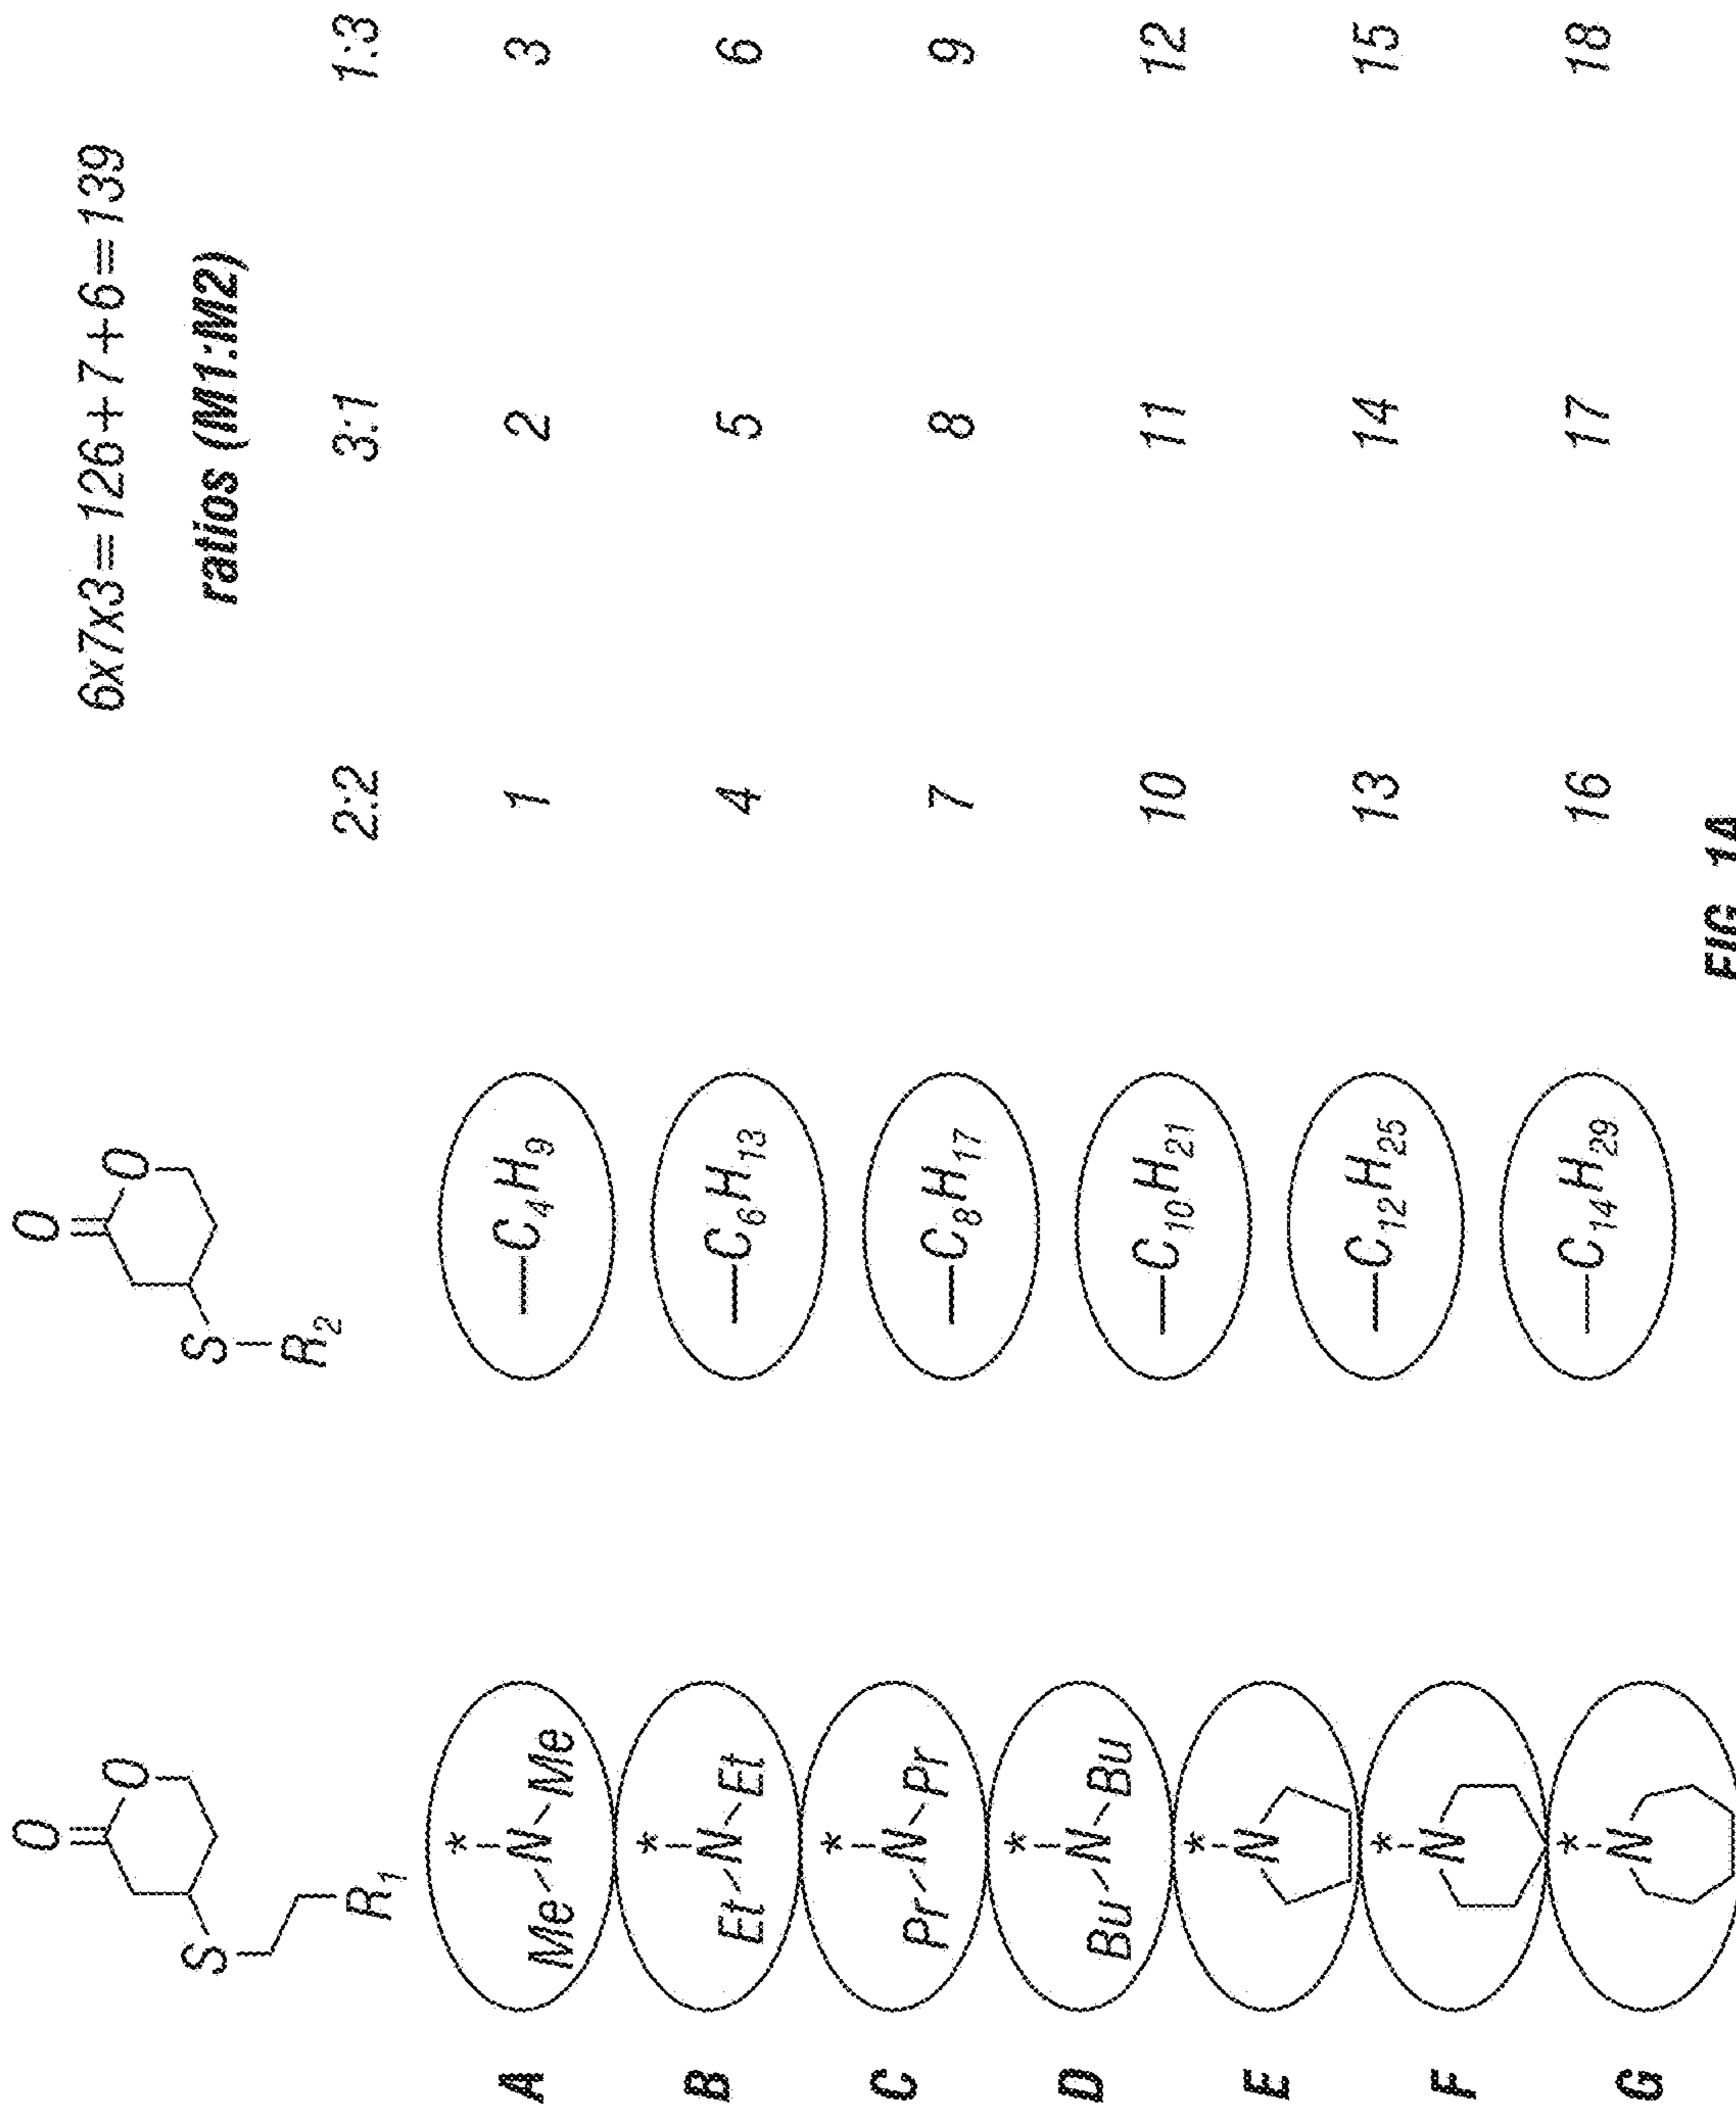 6x7x3=126+7+6=139
ratios (M1:M2)
O
O
S
R1
O
O
S
R2
2:2 3:1 1:3
A
*
Me N Me
—C4H9
1 2 3
B
*
Et N Et
—C6H13
4 5 6
C
*
Pr N Pr
—C8H17
7 8 9
D
*
Bu N Bu
—C10H21
10 11 12
E
*
N
—C12H25
13 14 15
F
*
N
—C14H29
16 17 18
G
*
N
FIG. 1A